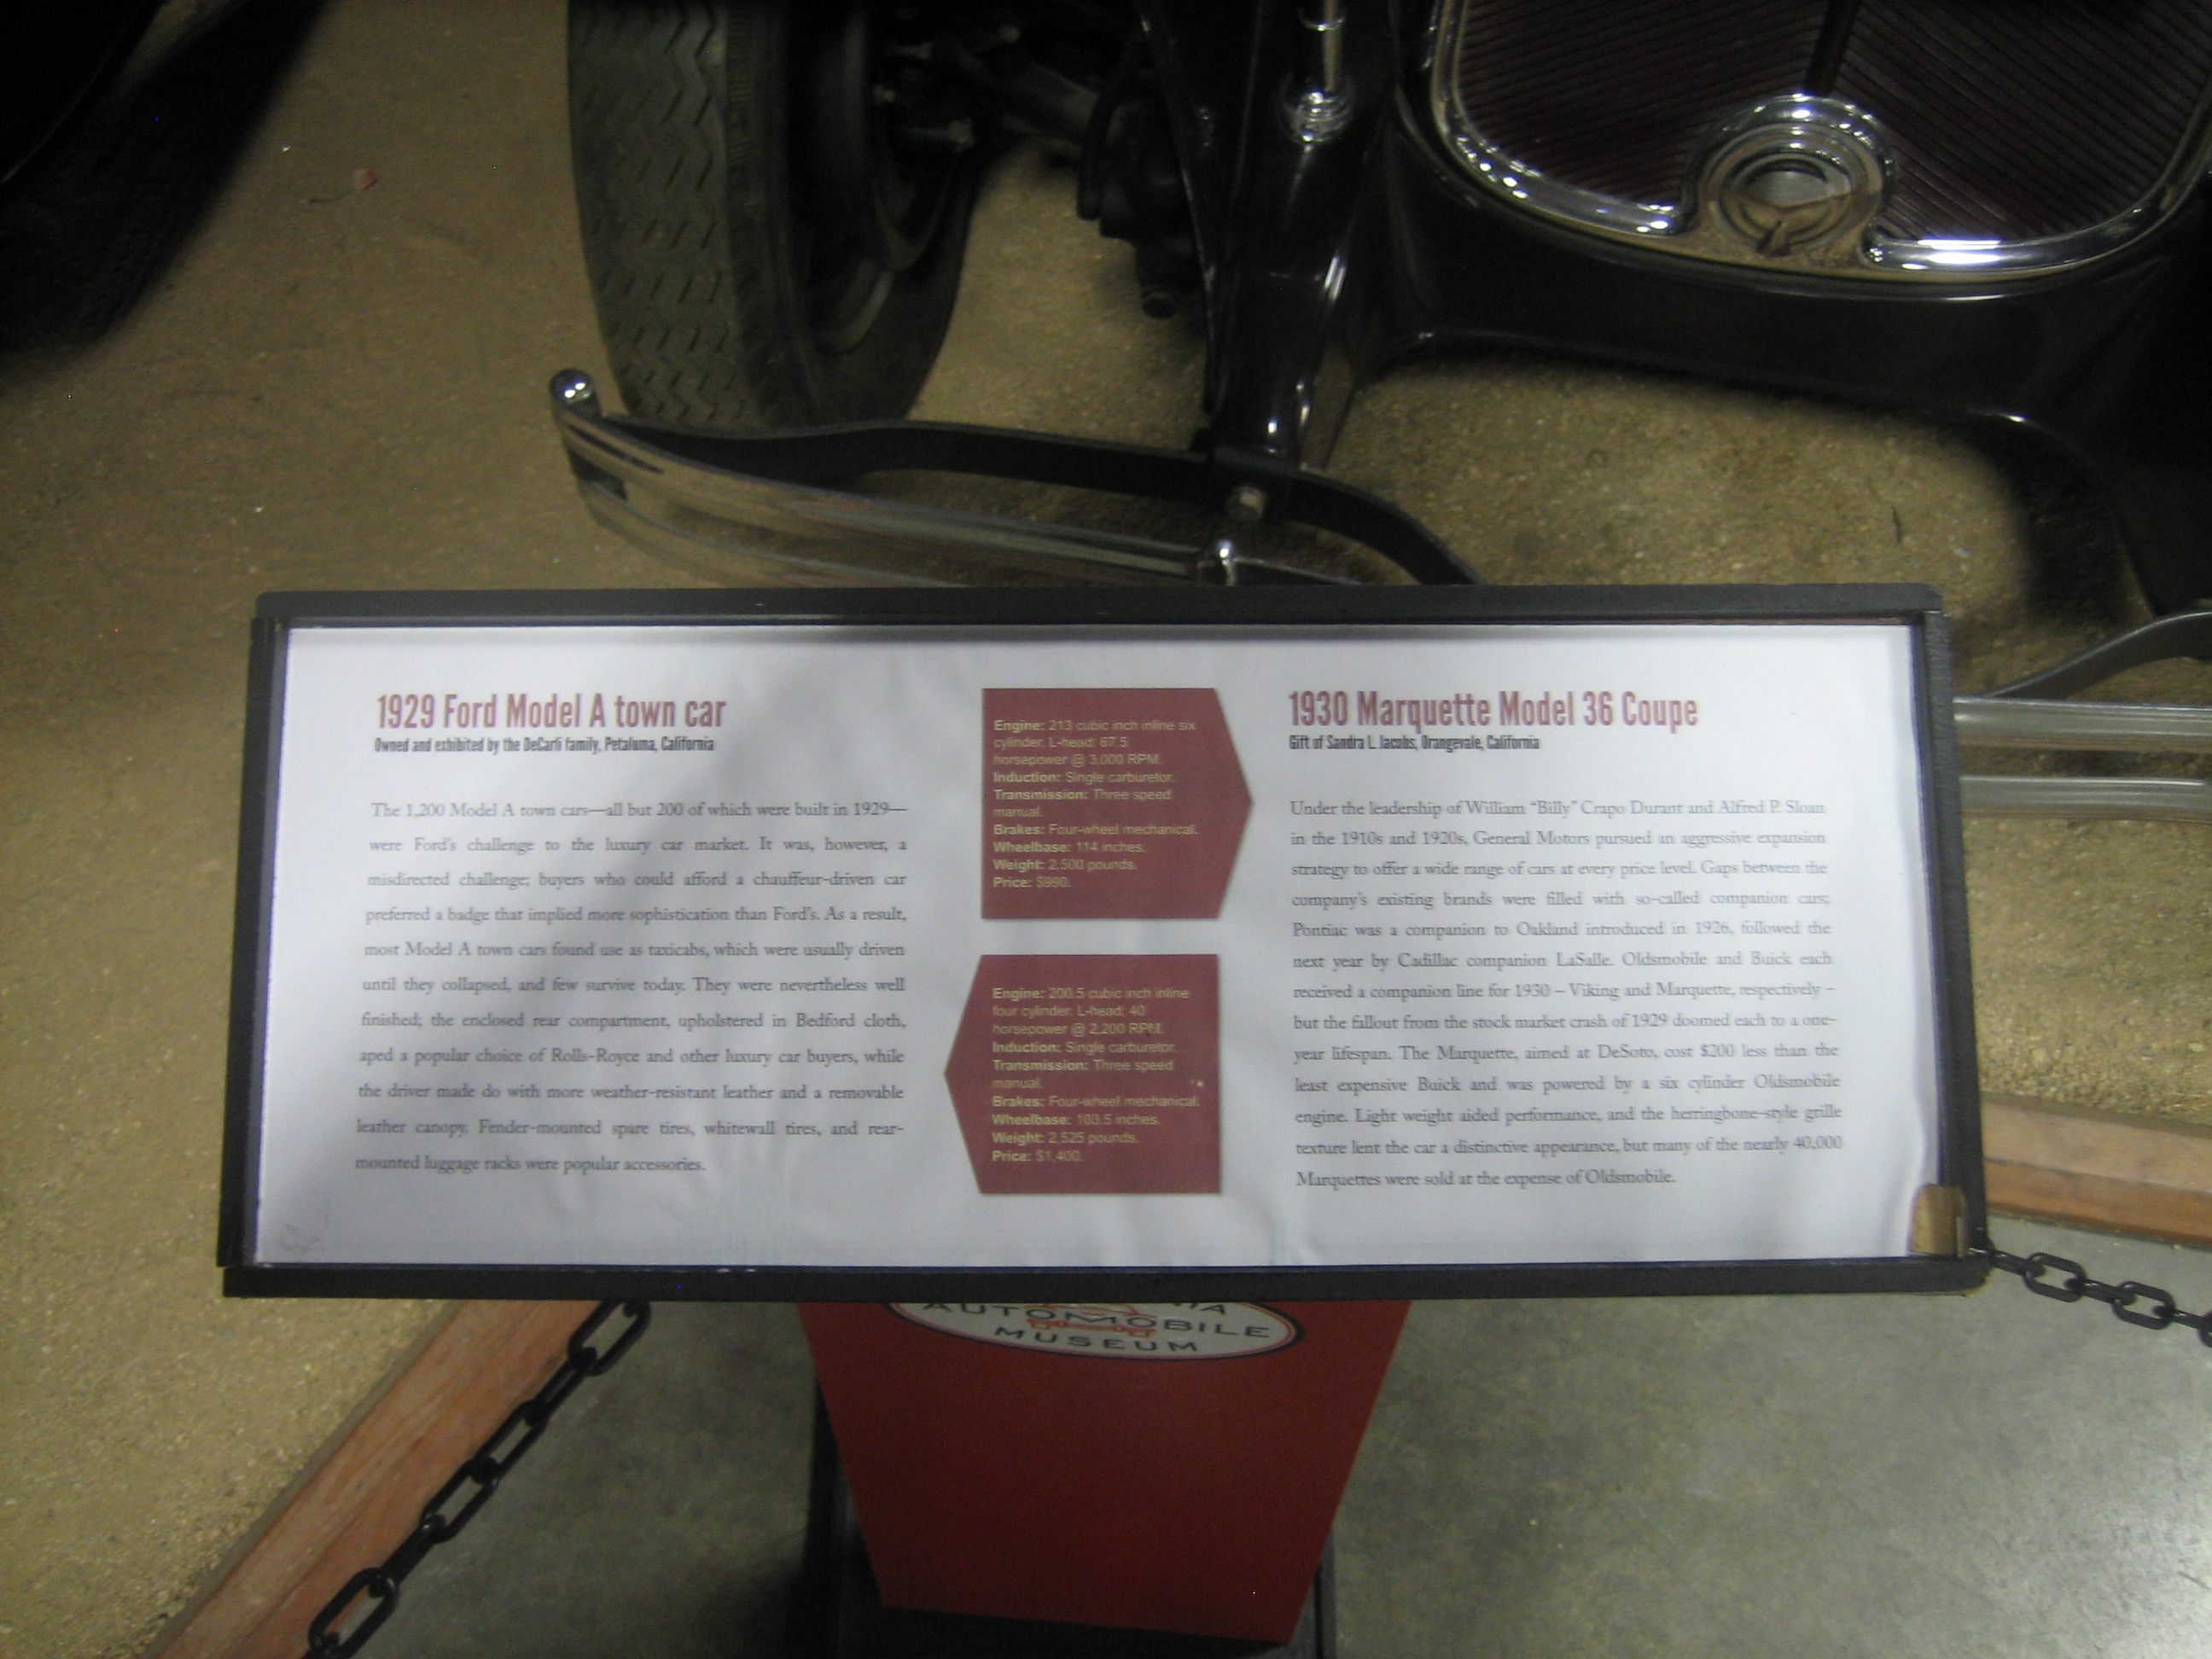 1929 Ford Model A town car
Owned and exhibited by the DeCarli family, Petaluma, California
The 1,200 Model A town cars—all but 200 of which were built in 1929—
were Ford's challenge to the luxury car market. It was, however, a
misdirected challenge; buyers who could afford a chauffeur-driven car
preferred a badge that implied more sophistication than Ford's. As a result,
most Model A town cars found use as taxicabs, which were usually driven
until they collapsed, and few survive today. They were nevertheless well
finished; the enclosed rear compartment, upholstered in Bedford cloth,
aped a popular choice of Rolls-Royce and other luxury car buyers, while
the driver made do with more weather-resistant leather and a removable
leather canopy. Fender-mounted spare tires, whitewall tires, and rear-
mounted luggage racks were popular accessories.
Engine: 213 cubic inch inline six
cylinder, L-head; 67.5
horsepower @ 3,000 RPM.
Induction: Single carburetor.
Transmission: Three speed
manual.
Brakes: Four-wheel mechanical.
Wheelbase: 114 inches.
Weight: 2,500 pounds.
Price: $990.
Engine: 200.5 cubic inch inline
four cylinder, L-head; 40
horsepower @ 2,200 RPM.
Induction: Single carburetor.
Transmission: Three speed
manual.
Brakes: Four-wheel mechanical.
Wheelbase: 103.5 inches.
Weight: 2,525 pounds.
Price: $1,400.
1930 Marquette Model 36 Coupe
Gift of Sandra L. Jacobs, Orangevale, California
Under the leadership of William “Billy” Crapo Durant and Alfred P. Sloan
in the 1910s and 1920s, General Motors pursued an aggressive expansion
strategy to offer a wide range of cars at every price level. Gaps between the
company's existing brands were filled with so-called companion cars;
Pontiac was a companion to Oakland introduced in 1926, followed the
next year by Cadillac companion LaSalle. Oldsmobile and Buick each
received a companion line for 1930 – Viking and Marquette, respectively –
but the fallout from the stock market crash of 1929 doomed each to a one-
year lifespan. The Marquette, aimed at DeSoto, cost $200 less than the
least expensive Buick and was powered by a six cylinder Oldsmobile
engine. Light weight aided performance, and the herringbone-style grille
texture lent the car a distinctive appearance, but many of the nearly 40,000
Marquettes were sold at the expense of Oldsmobile.
AUTOMOBILE
MUSEUM